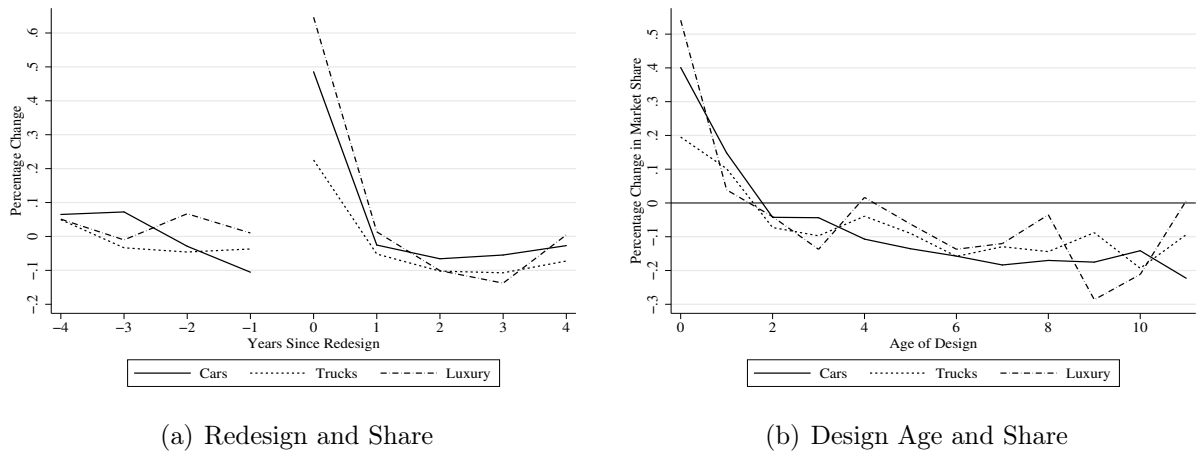 Percentage Change
.6
.5
.4
.3
.2
.1
0
-.1
-.2
−4 −3 −2 −1 0 1 2 3 4
Years Since Redesign
Cars Trucks Luxury
(a) Redesign and Share
Percentage Change in Market Share
.5
.4
.3
.2
.1
0
-.1
-.2
-.3
0 2 4 6 8 10
Age of Design
Cars Trucks Luxury
(b) Design Age and Share